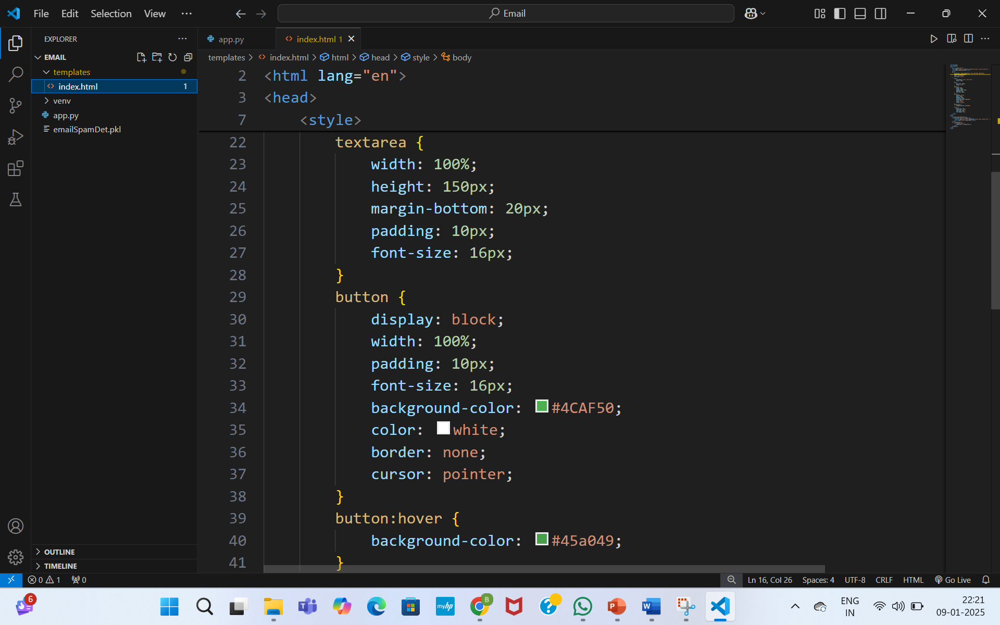 File Edit Selection View ···
Email
EXPLORER
EMAIL
templates
index.html 1
venv
app.py
emailSpamDet.pkl
OUTLINE
TIMELINE
app.py
index.html 1
templates > index.html > html > head > style > body
2 <html lang="en">
3 <head>
7 <style>
22 textarea {
23 width: 100%;
24 height: 150px;
25 margin-bottom: 20px;
26 padding: 10px;
27 font-size: 16px;
28 }
29 button {
30 display: block;
31 width: 100%;
32 padding: 10px;
33 font-size: 16px;
34 background-color: #4CAF50;
35 color: white;
36 border: none;
37 cursor: pointer;
38 }
39 button:hover {
40 background-color: #45a049;
41 }
0 1 0
Ln 16, Col 26 Spaces: 4 UTF-8 CRLF HTML Go Live
6
T
myhp
B
?
P
W
ENG
IN
22:21
09-01-2025